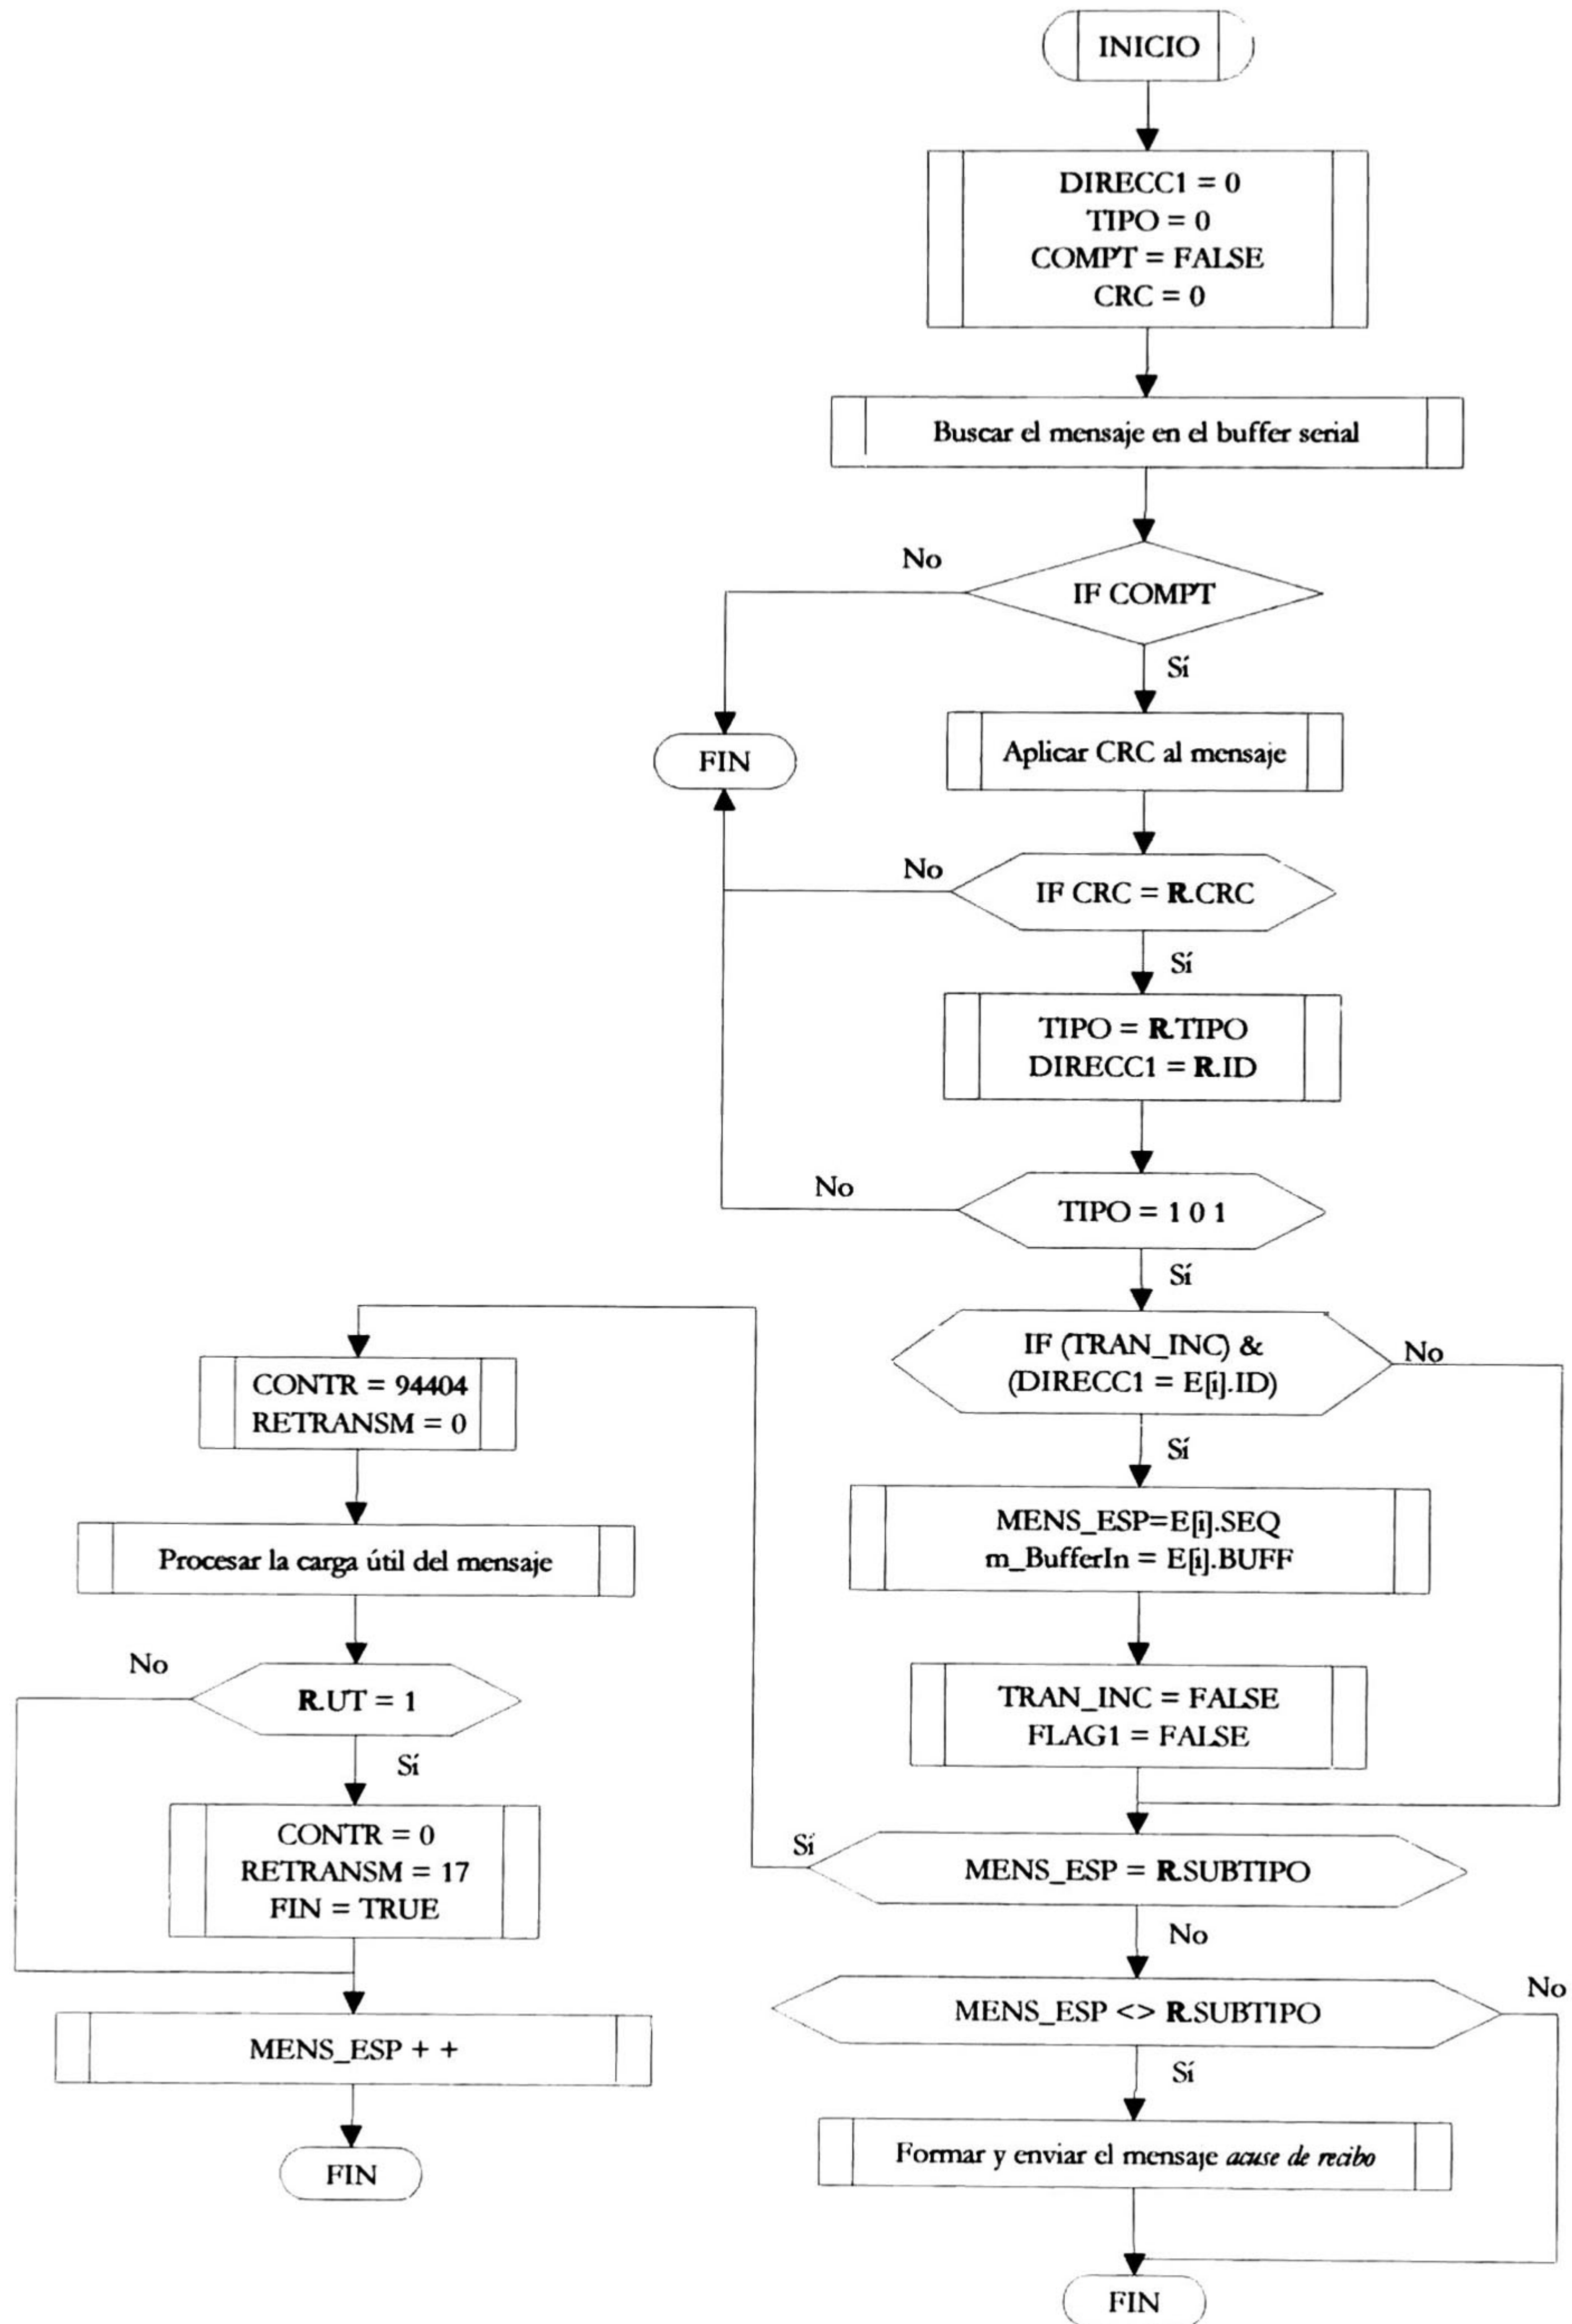 INICIO
DIRECC1 = 0
TIPO = 0
COMPT = FALSE
CRC = 0
Buscar el mensaje en el buffer serial
No
IF COMPT
Sí
FIN
Aplicar CRC al mensaje
No
IF CRC = R.CRC
Sí
TIPO = R.TIPO
DIRECC1 = R.ID
No
TIPO = 1 0 1
Sí
IF (TRAN_INC) &
(DIRECC1 = E[i].ID)
No
Sí
MENS_ESP=E[i].SEQ
m_BufferIn = E[i].BUFF
TRAN_INC = FALSE
FLAG1 = FALSE
Sí
MENS_ESP = R.SUBTIPO
No
MENS_ESP <> R.SUBTIPO
No
Sí
Formar y enviar el mensaje acuse de recibo
FIN
CONTR = 94404
RETRANSM = 0
Procesar la carga útil del mensaje
No
R.UT = 1
Sí
CONTR = 0
RETRANSM = 17
FIN = TRUE
MENS_ESP + +
FIN